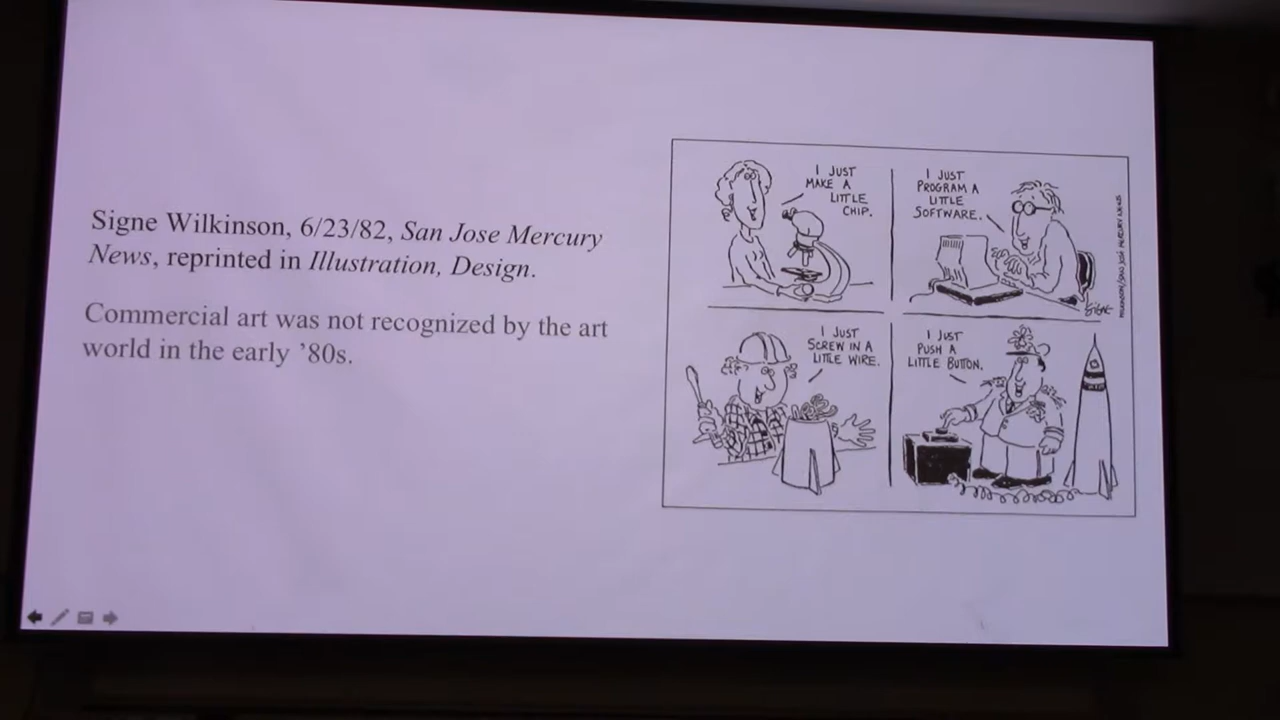 Signe Wilkinson, 6/23/82, San Jose Mercury
News, reprinted in Illustration, Design.
Commercial art was not recognized by the art
world in the early ’80s.
I JUST
MAKE A
LITTLE
CHIP.
I JUST
PROGRAM A
LITTLE
SOFTWARE.
SIGNE
I JUST
SCREW IN A
LITTLE WIRE.
I JUST
PUSH A
LITTLE BUTTON.